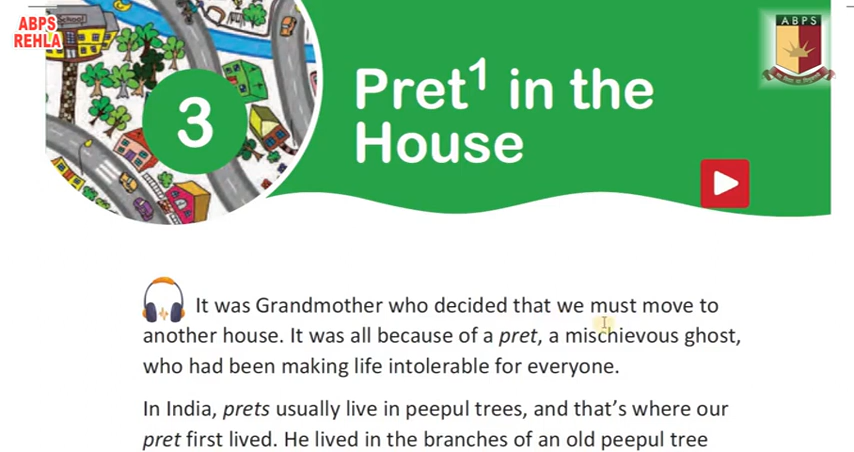 ABPS
REHLA
School
ABPS
3
Pret¹ in the
House
It was Grandmother who decided that we must move to
another house. It was all because of a pret, a mischievous ghost,
who had been making life intolerable for everyone.
In India, prets usually live in peepul trees, and that’s where our
pret first lived. He lived in the branches of an old peepul tree